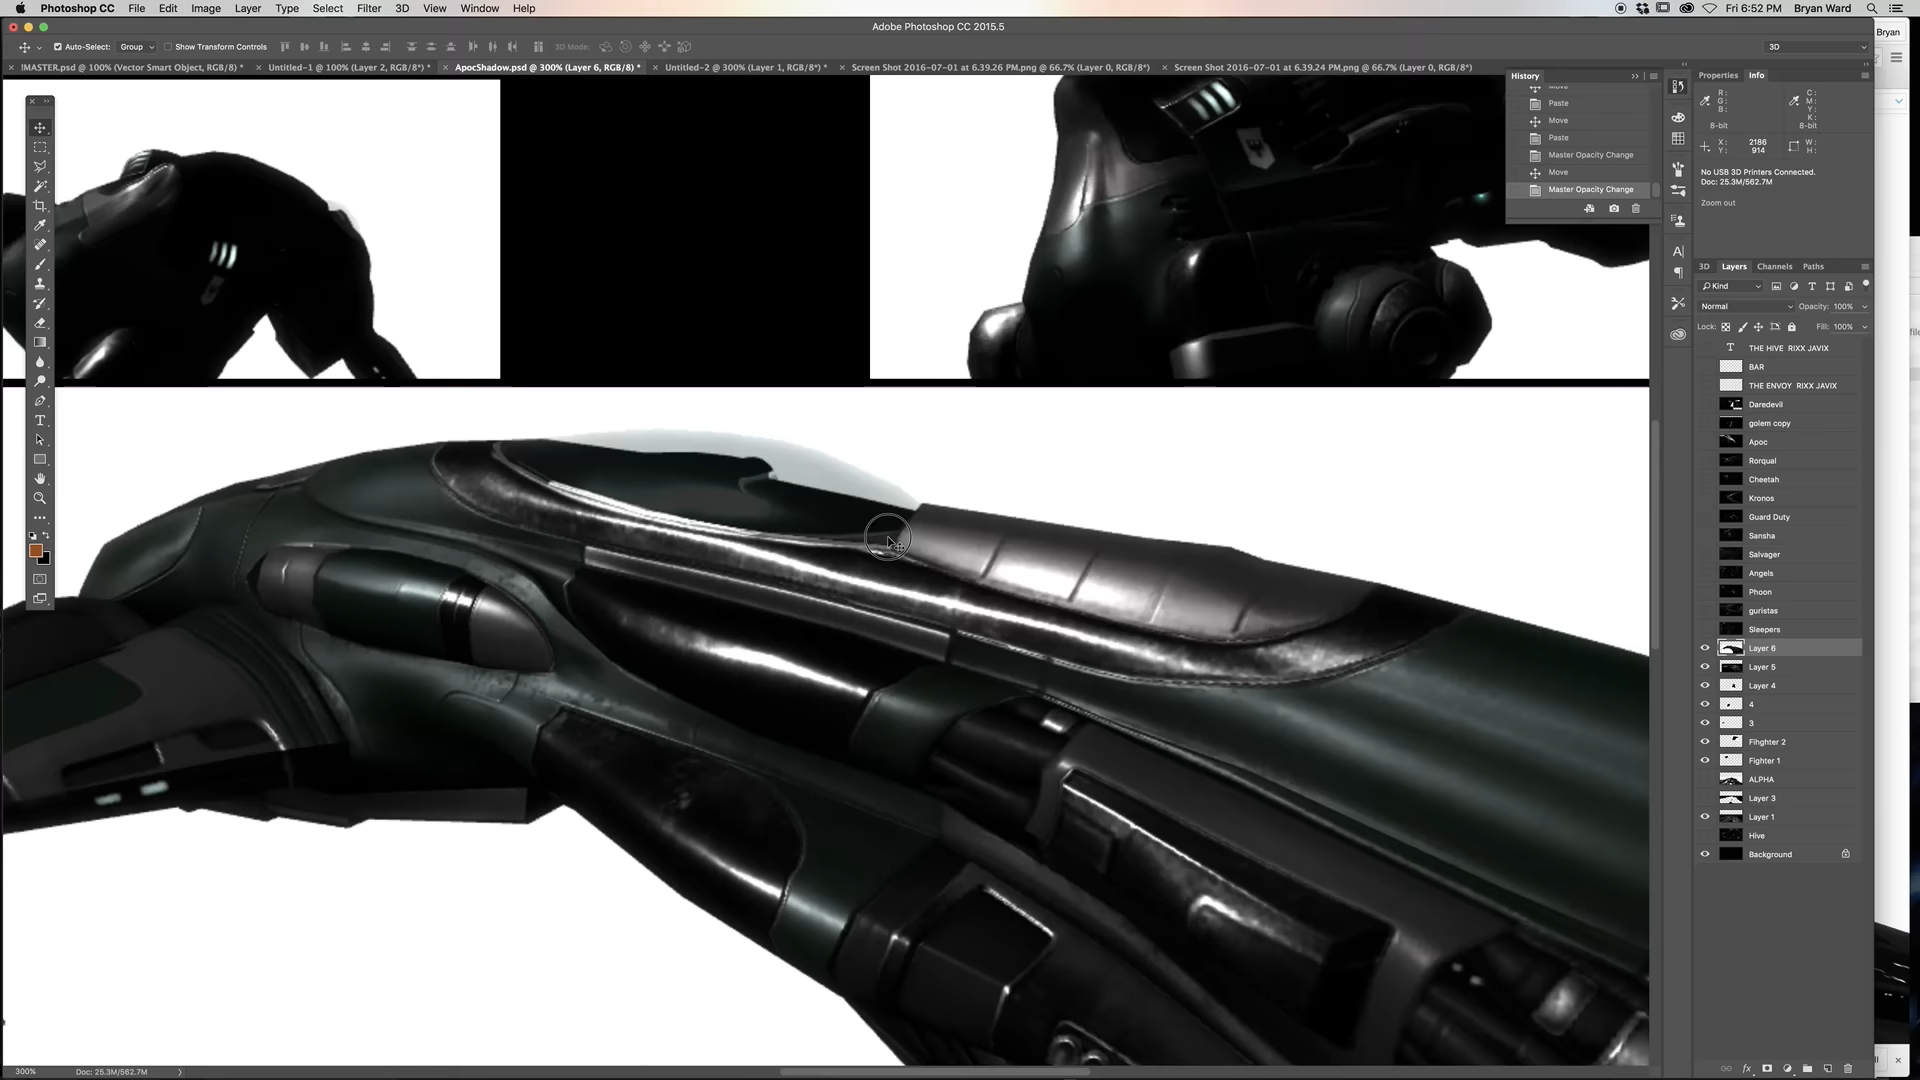 Photoshop CC File Edit Image Layer Type Select Filter 3D View Window Help Fri 6:52 PM Bryan Ward
Adobe Photoshop CC 2015.5
Bryan
Auto-Select: Group Show Transform Controls 3D Mode: 3D
!MASTER.psd @ 100% (Vector Smart Object, RGB/8) * Untitled-1 @ 100% (Layer 2, RGB/8*) * ApocShadow.psd @ 300% (Layer 6, RGB/8) * Untitled-2 @ 300% (Layer 1, RGB/8*) * Screen Shot 2016-07-01 at 6.39.26 PM.png @ 66.7% (Layer 0, RGB/8*) Screen Shot 2016-07-01 at 6.39.24 PM.png @ 66.7% (Layer 0, RGB/8*)
History
Paste
Move
Paste
Master Opacity Change
Move
Master Opacity Change
Properties Info
R: C:
G: M:
B: Y:
K:
8-bit 8-bit
X: 2186 W:
Y: 914 H:
No USB 3D Printers Connected.
Doc: 25.3M/562.7M
Zoom out
3D Layers Channels Paths
Kind
Normal Opacity: 100%
Lock: Fill: 100%
THE HIVE RIXX JAVIX
BAR
THE ENVOY RIXX JAVIX
Daredevil
golem copy
Apoc
Rorqual
Cheetah
Kronos
Guard Duty
Sansha
Salvager
Angels
Phoon
guristas
Sleepers
Layer 6
Layer 5
Layer 4
4
3
Fihghter 2
Fighter 1
ALPHA
Layer 3
Layer 1
Hive
Background
300% Doc: 25.3M/562.7M